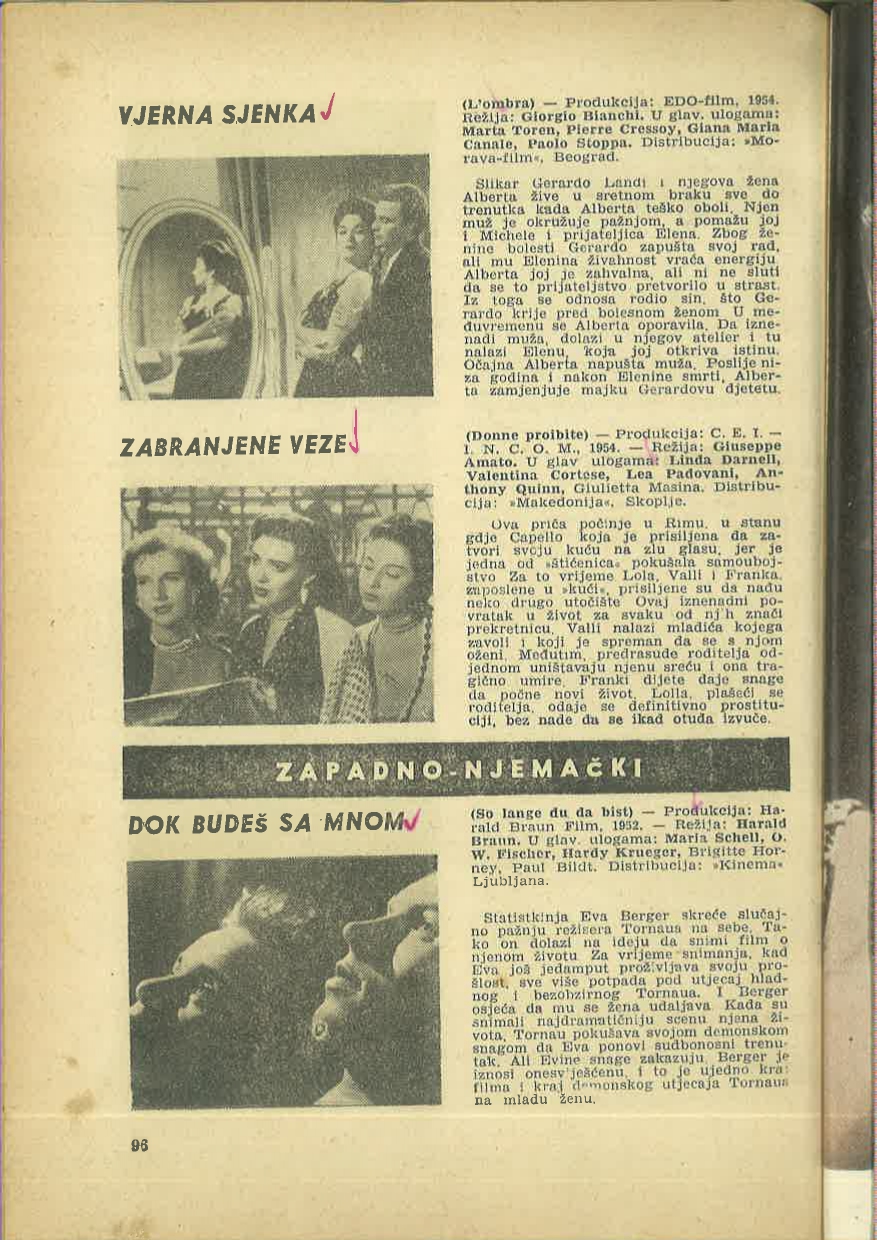 VJERNA SJENKA
(L'ombra) — Produkcija: EDO-film, 1954.
Režija: Giorgio Bianchi. U glav. ulogama:
Marta Toren, Pierre Cressoy, Giana Maria
Canale, Paolo Stoppa. Distribucija: »Mo-
rava-film«, Beograd.
Slikar Gerardo Landi i njegova žena
Alberta žive u sretnom braku sve do
trenutka kada Alberta teško oboli. Njen
muž je okružuje pažnjom, a pomažu joj
i Michele i prijateljica Elena. Zbog že-
nine bolesti Gerardo zapušta svoj rad,
ali mu Elenina živahnost vraća energiju
Alberta joj je zahvalna, ali ni ne sluti
da se to prijateljstvo pretvorilo u strast.
Iz toga se odnosa rodio sin, što Ge-
rardo krije pred bolesnom ženom U me-
đuvremenu se Alberta oporavila. Da izne-
nadi muža, dolazi u njegov atelier i tu
nalazi Elenu, koja joj otkriva istinu.
Očajna Alberta napušta muža. Poslije ni-
za godina i nakon Elenine smrti, Alber-
ta zamjenjuje majku Gerardovu djetetu.
ZABRANJENE VEZE
(Donne proibite) — Produkcija: C. E. I. —
I. N. C. O. M., 1954. — Režija: Giuseppe
Amato. U glav ulogama: Linda Darnell,
Valentina Cortese, Lea Padovani, An-
thony Quinn, Giulietta Masina. Distribu-
cija: »Makedonija«, Skoplje.
Ova priča počinje u Rimu, u stanu
gdje Capello koja je prisiljena da za-
tvori svoju kuću na zlu glasu, jer je
jedna od »štićenica« pokušala samouboj-
stvo Za to vrijeme Lola, Valli i Franka,
zaposlene u »kući«, prisiljene su da nađu
neko drugo utočište Ovaj iznenadni po-
vratak u život za svaku od nj'h znači
prekretnicu. Valli nalazi mladića kojega
zavoli i koji je spreman da se s njom
oženi. Međutim, predrasude roditelja od-
jednom uništavaju njenu sreću i ona tra-
gično umire. Franki dijete daje snage
da počne novi život. Lolla, plašeći se
roditelja, odaje se definitivno prostitu-
ciji, bez nade da se ikad otuda izvuče.
ZAPADNO-NJEMAČKI
DOK BUDEŠ SA MNOM
(So lange du da bist) — Produkcija: Ha-
rald Braun Film, 1952. — Režija: Harald
Braun. U glav. ulogama: Maria Schell, O.
W. Fischer, Hardy Krueger, Brigitte Hor-
ney, Paul Bildt. Distribucija: »Kinema«
Ljubljana.
Statistkinja Eva Berger skreće slučaj-
no pažnju režisera Tornaua na sebe. Ta-
ko on dolazi na ideju da snimi film o
njenom životu Za vrijeme snimanja, kad
Eva još jedamput proživljava svoju pro-
šlost, sve više potpada pod utjecaj hlad-
nog i bezobzirnog Tornaua. I Berger
osjeća da mu se žena udaljava Kada su
snimali najdramatičniju scenu njena ži-
vota, Tornau pokušava svojom demonskom
snagom da Eva ponovi sudbonosni trenu-
tak. Ali Evine snage zakazuju. Berger je
iznosi onesv'ješćenu, i to je ujedno kraj
filma i kraj demonskog utjecaja Tornaua
na mladu ženu.
96